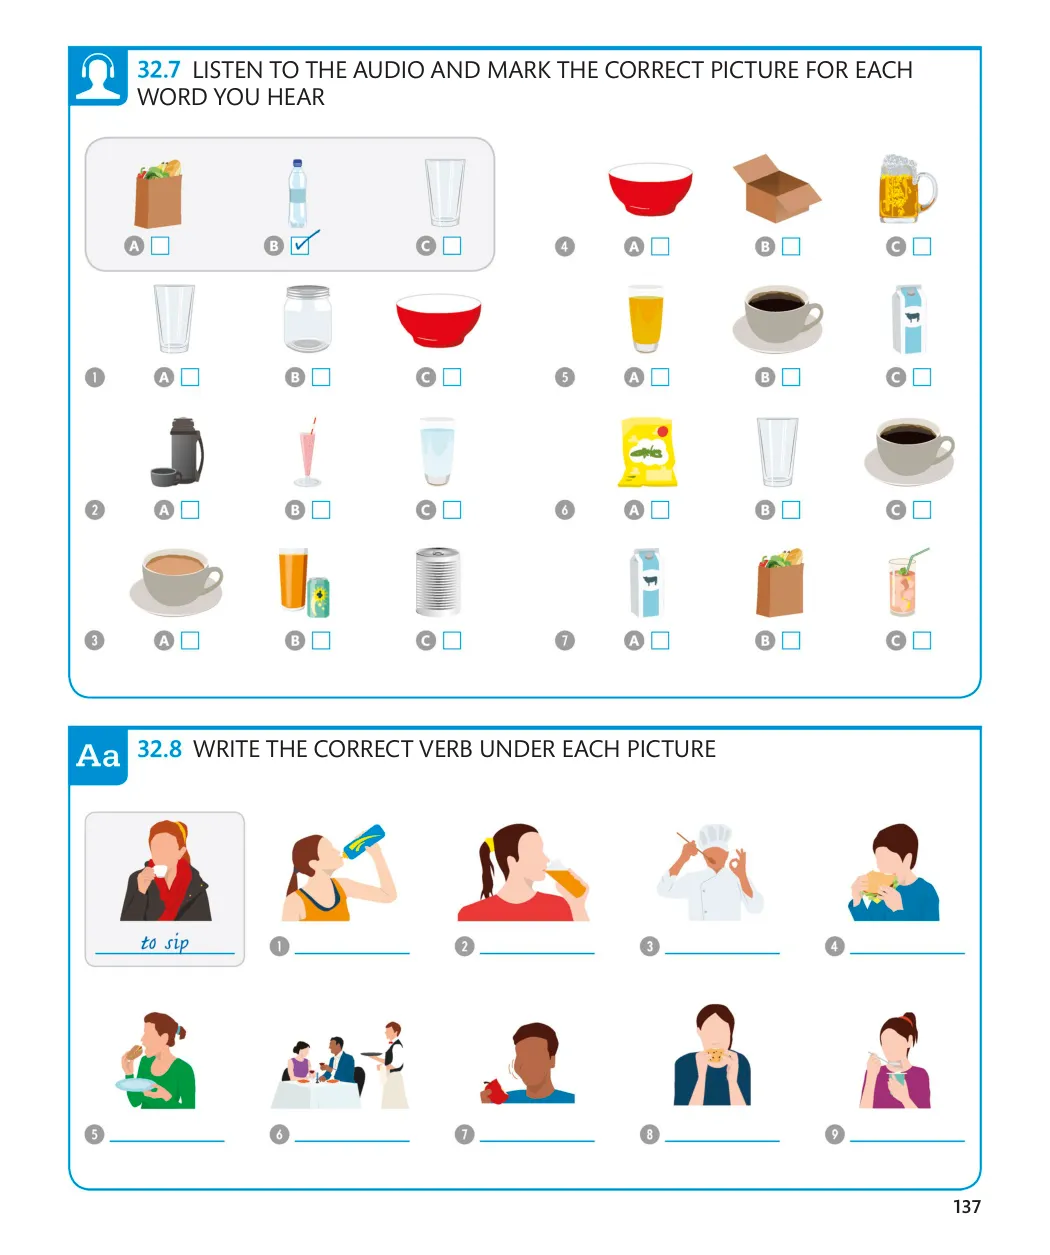 32.7 LISTEN TO THE AUDIO AND MARK THE CORRECT PICTURE FOR EACH
WORD YOU HEAR
A B C
4 A B C
1 A B C
5 A B C
2 A B C
6 A B C
3 A B C
7 A B C
Aa 32.8 WRITE THE CORRECT VERB UNDER EACH PICTURE
to sip 1 2 3 4
5 6 7 8 9
137